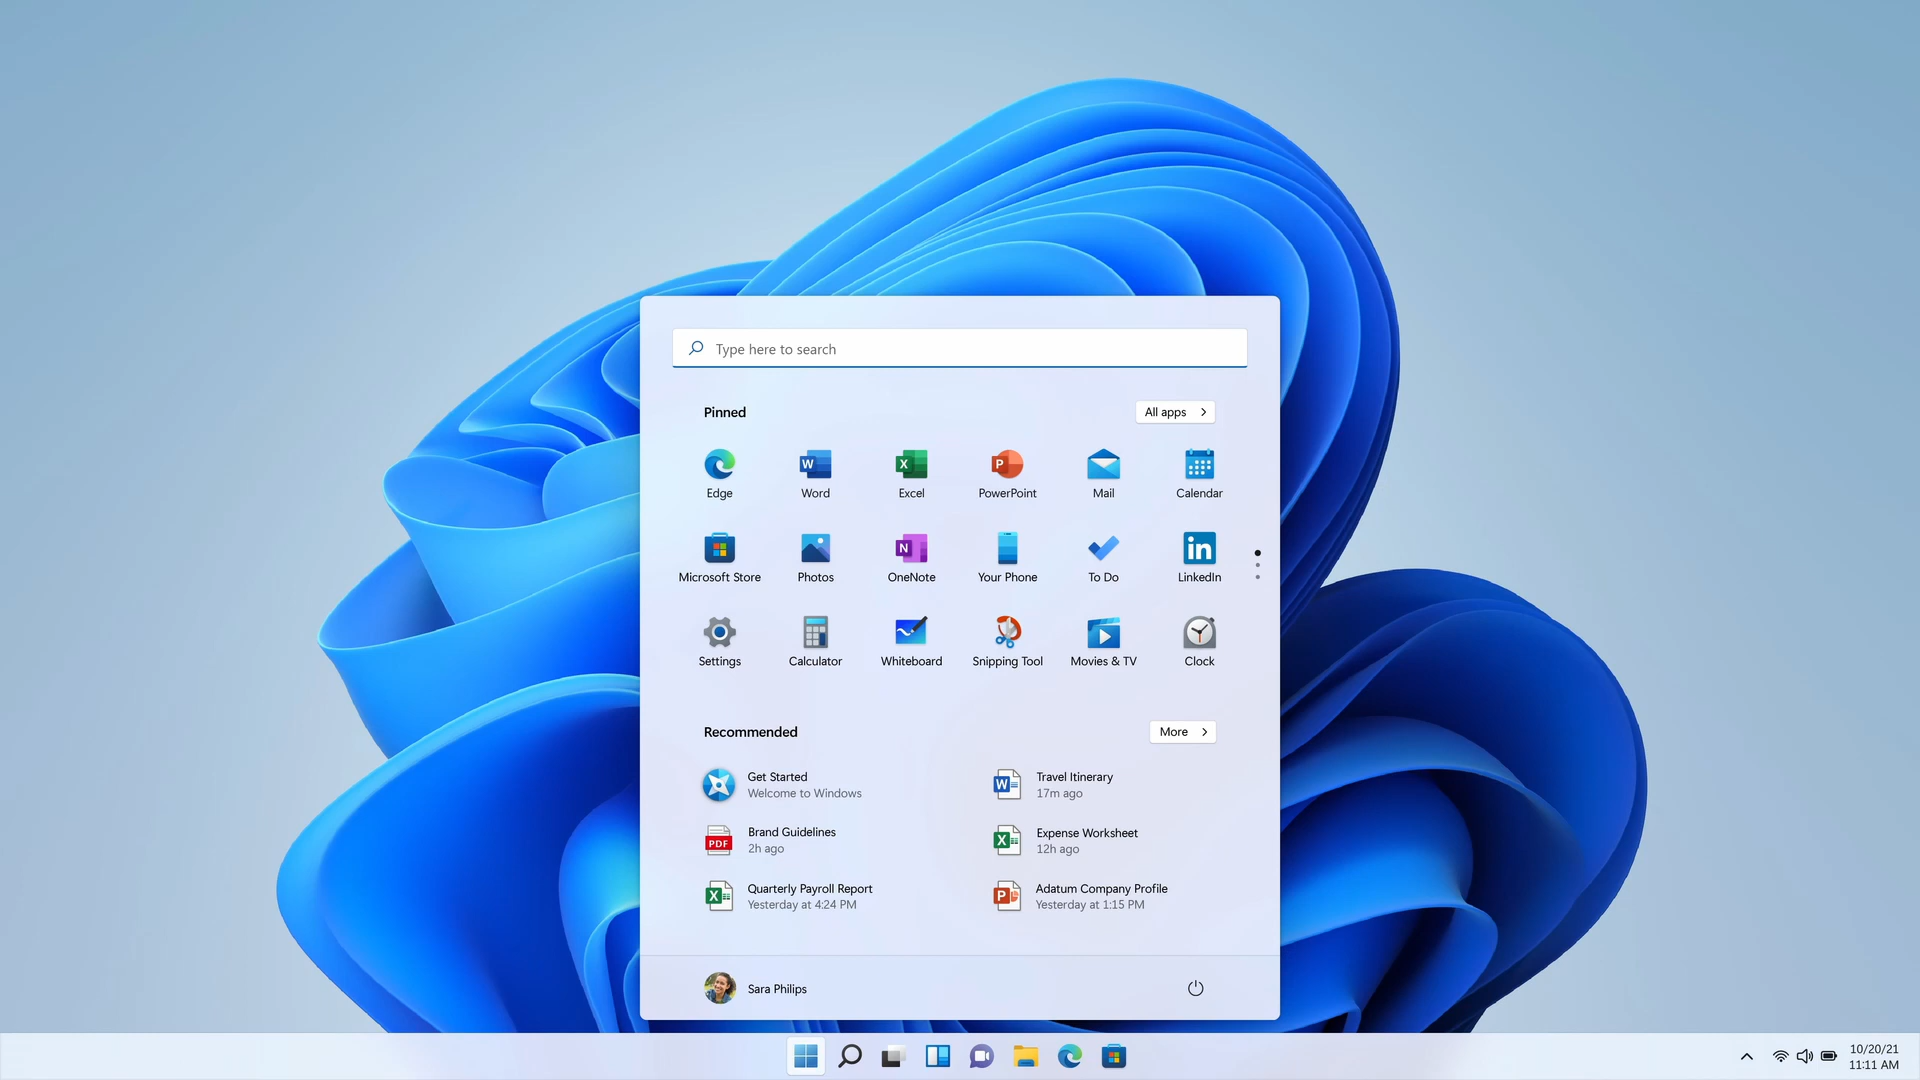 Type here to search
Pinned
All apps
Edge
Word
Excel
PowerPoint
Mail
Calendar
Microsoft Store
Photos
OneNote
Your Phone
To Do
LinkedIn
Settings
Calculator
Whiteboard
Snipping Tool
Movies & TV
Clock
Recommended
More
Get Started
Welcome to Windows
Travel Itinerary
17m ago
PDF
Brand Guidelines
2h ago
Expense Worksheet
12h ago
Quarterly Payroll Report
Yesterday at 4:24 PM
Adatum Company Profile
Yesterday at 1:15 PM
Sara Philips
10/20/21
11:11 AM